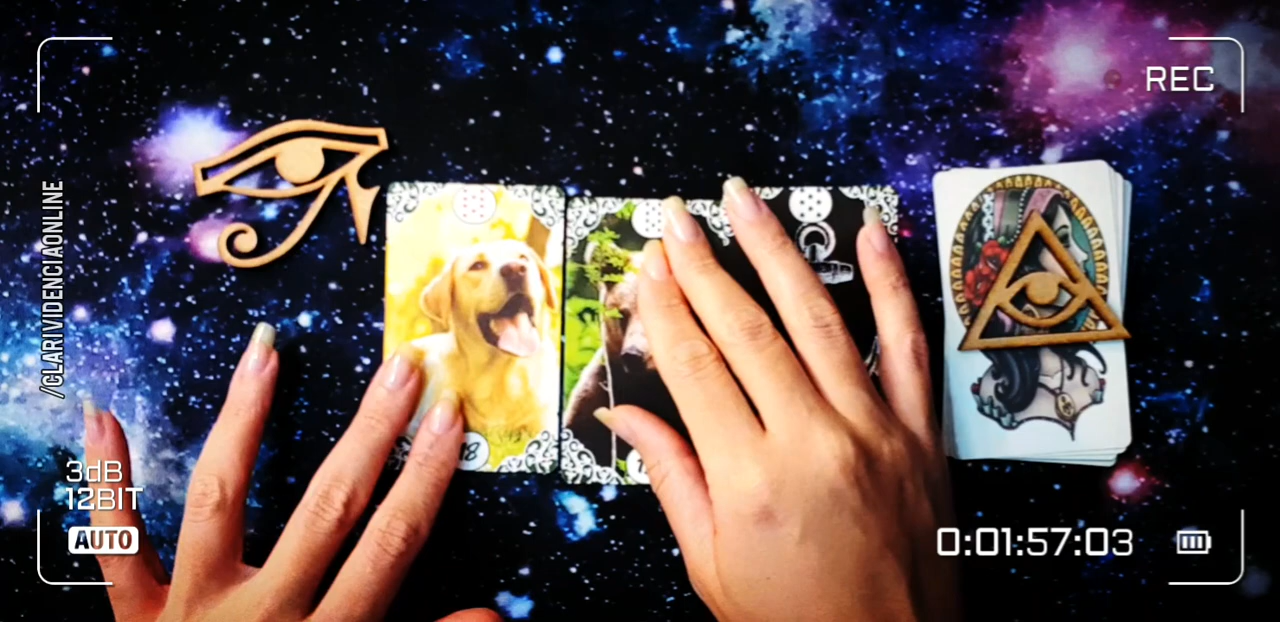 REC
/CLARIVIDENCIAONLINE
18
3dB
12BIT
AUTO
0:01:57:03